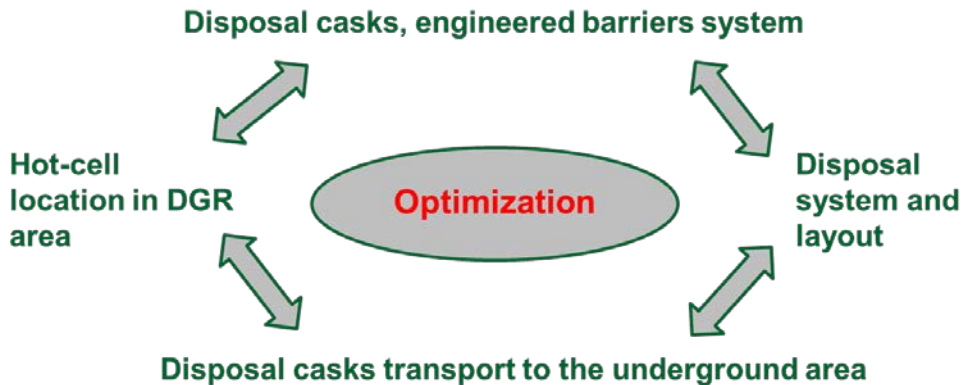 Disposal casks, engineered barriers system
Hot-cell
location in DGR
area
Optimization
Disposal
system and
layout
Disposal casks transport to the underground area